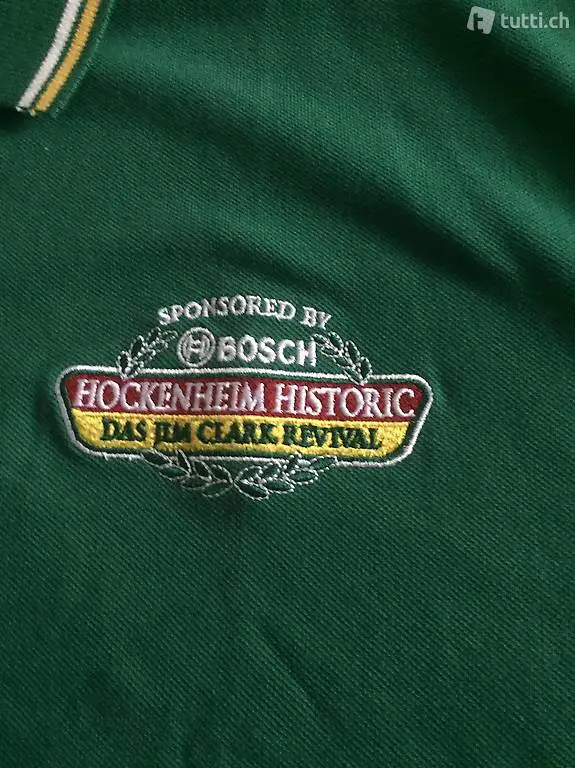 tutti.ch
SPONSORED BY
BOSCH
HOCKENHEIM HISTORIC
DAS JIM CLARK REVIVAL